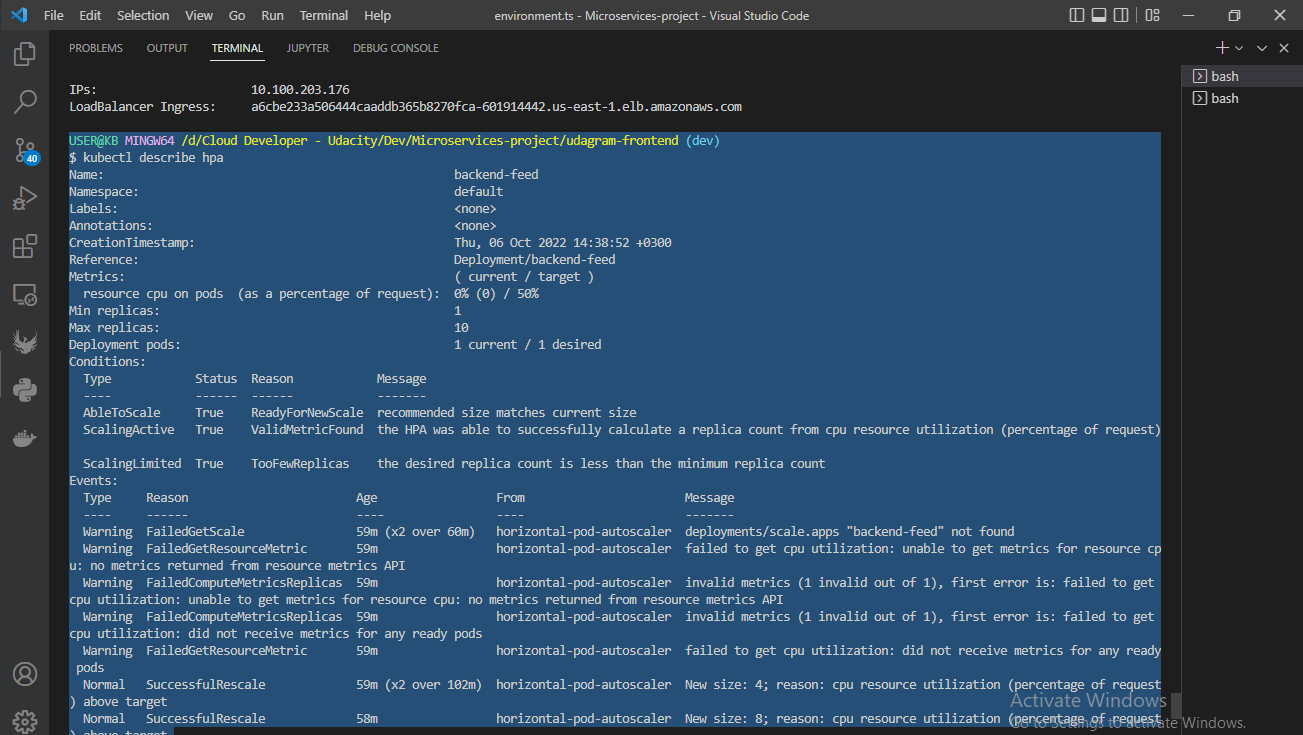 File Edit Selection View Go Run Terminal Help environment.ts - Microservices-project - Visual Studio Code
PROBLEMS OUTPUT TERMINAL JUPYTER DEBUG CONSOLE
bash
bash
40
IPs: 10.100.203.176
LoadBalancer Ingress: a6cbe233a506444caaddb365b8270fca-601914442.us-east-1.elb.amazonaws.com
USER@KB MINGW64 /d/Cloud Developer - Udacity/Dev/Microservices-project/udagram-frontend (dev)
$ kubectl describe hpa
Name: backend-feed
Namespace: default
Labels: <none>
Annotations: <none>
CreationTimestamp: Thu, 06 Oct 2022 14:38:52 +0300
Reference: Deployment/backend-feed
Metrics: ( current / target )
resource cpu on pods (as a percentage of request): 0% (0) / 50%
Min replicas: 1
Max replicas: 10
Deployment pods: 1 current / 1 desired
Conditions:
Type Status Reason Message
---- ------ ------ -------
AbleToScale True ReadyForNewScale recommended size matches current size
ScalingActive True ValidMetricFound the HPA was able to successfully calculate a replica count from cpu resource utilization (percentage of request)
ScalingLimited True TooFewReplicas the desired replica count is less than the minimum replica count
Events:
Type Reason Age From Message
---- ------ ---- ---- -------
Warning FailedGetScale 59m (x2 over 60m) horizontal-pod-autoscaler deployments/scale.apps "backend-feed" not found
Warning FailedGetResourceMetric 59m horizontal-pod-autoscaler failed to get cpu utilization: unable to get metrics for resource cp
u: no metrics returned from resource metrics API
Warning FailedComputeMetricsReplicas 59m horizontal-pod-autoscaler invalid metrics (1 invalid out of 1), first error is: failed to get
cpu utilization: unable to get metrics for resource cpu: no metrics returned from resource metrics API
Warning FailedComputeMetricsReplicas 59m horizontal-pod-autoscaler invalid metrics (1 invalid out of 1), first error is: failed to get
cpu utilization: did not receive metrics for any ready pods
Warning FailedGetResourceMetric 59m horizontal-pod-autoscaler failed to get cpu utilization: did not receive metrics for any ready
pods
Normal SuccessfulRescale 59m (x2 over 102m) horizontal-pod-autoscaler New size: 4; reason: cpu resource utilization (percentage of request
) above target
Normal SuccessfulRescale 58m horizontal-pod-autoscaler New size: 8; reason: cpu resource utilization (percentage of request
) above target
Activate Windows
Go to Settings to activate Windows.